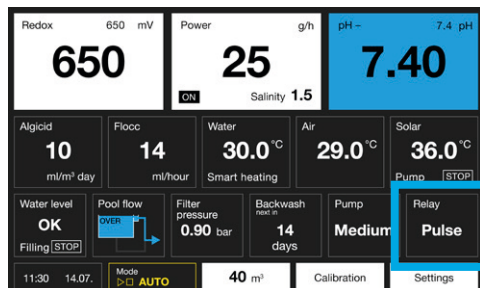 Redox 650 mV
650
Power g/h
25
ON Salinity 1.5
pH – 7.4 pH
7.40
Algicid
10
ml/m³ day
Flocc
14
ml/hour
Water
30.0 °C
Smart heating
Air
29.0 °C
Solar
36.0 °C
Pump STOP
Water level
OK
Filling STOP
Pool flow
OVER
Filter
pressure
0.90 bar
Backwash
next in
14
days
Pump
Medium
Relay
Pulse
11:30 14.07.
Mode
AUTO
40 m³
Calibration
Settings